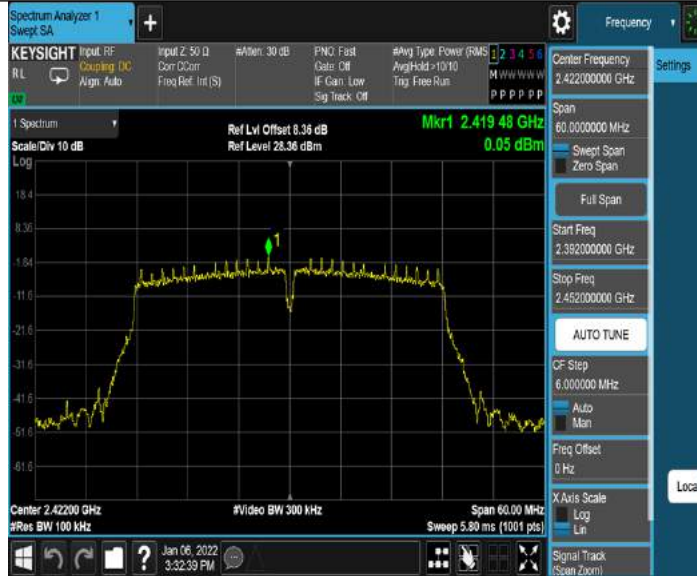 Spectrum Analyzer 1
Swept SA
+
Frequency
KEYSIGHT
RL
LW
Input: RF
Coupling: DC
Align: Auto
Input Z: 50 Ω
Corr CCorr
Freq Ref: Int (S)
#Atten: 30 dB
PNO: Fast
Gate: Off
IF Gain: Low
Sig Track: Off
#Avg Type: Power (RMS
Avg|Hold >10/10
Trig: Free Run
1 2 3 4 5 6
M W W W W W
P P P P P P
1 Spectrum
Scale/Div 10 dB
Ref Lvl Offset 8.36 dB
Ref Level 28.36 dBm
Mkr1 2.419 48 GHz
0.05 dBm
Log
18.4
8.36
-1.64
-11.6
-21.6
-31.6
-41.6
-51.6
-61.6
1
Center 2.42200 GHz
#Res BW 100 kHz
#Video BW 300 kHz
Span 60.00 MHz
Sweep 5.80 ms (1001 pts)
?
Jan 06, 2022
3:32:39 PM
Center Frequency
2.422000000 GHz
Settings
Span
60.0000000 MHz
Swept Span
Zero Span
Full Span
Start Freq
2.392000000 GHz
Stop Freq
2.452000000 GHz
AUTO TUNE
CF Step
6.000000 MHz
Auto
Man
Freq Offset
0 Hz
X Axis Scale
Log
Lin
Signal Track
(Span Zoom)
Loca